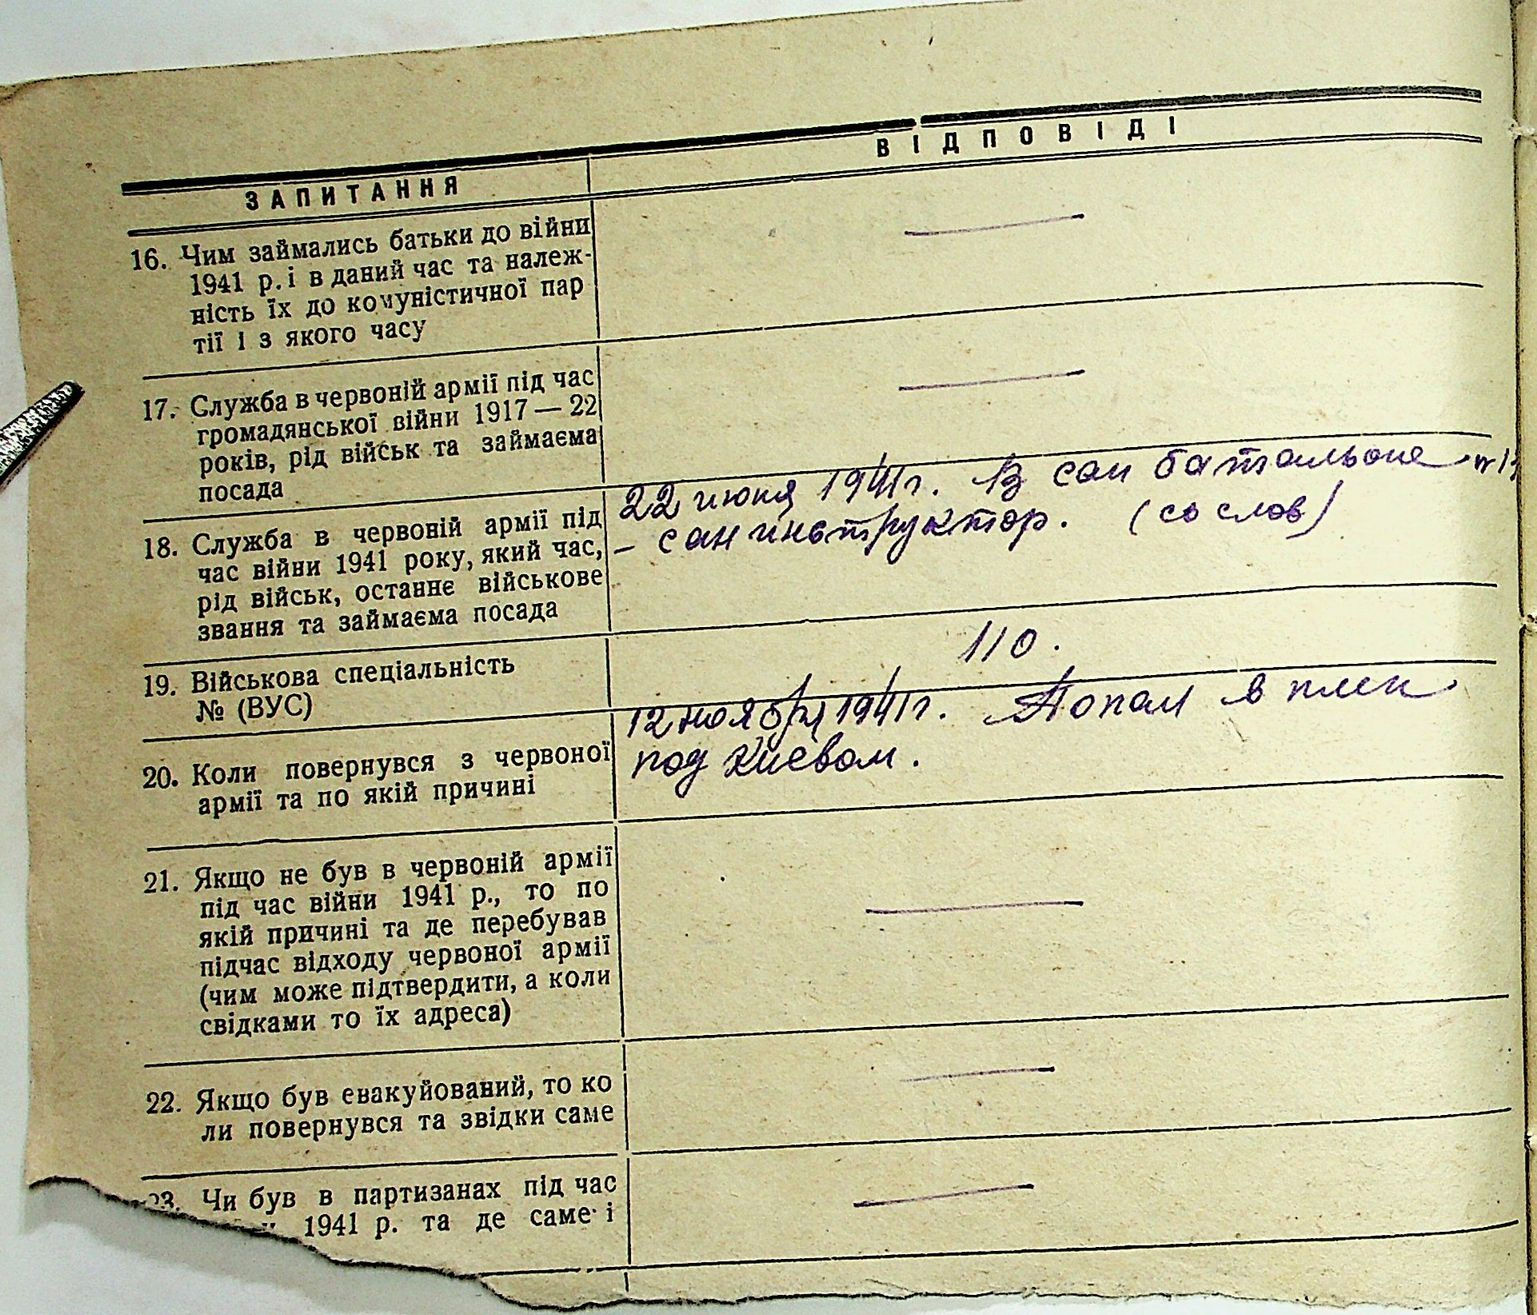 ЗАПИТАННЯ
ВІДПОВІДІ
16. Чим займались батьки до війни
1941 р. і в даний час та належ-
ність їх до комуністичної пар
тії і з якого часу
17. Служба в червоній армії під час
громадянської війни 1917 — 22
років, рід військ та займаєма
посада
18. Служба в червоній армії під
час війни 1941 року, який час,
рід військ, останнє військове
звання та займаєма посада
22 июня 1941г. В сан батальоне
– санинструктор. (со слов)
19. Військова спеціальність
№ (ВУС)
110.
20. Коли повернувся з червоної
армії та по якій причині
12 ноября 1941г. Попал в плен
под Киевом.
21. Якщо не був в червоній армії
під час війни 1941 р., то по
якій причині та де перебував
підчас відходу червоної армії
(чим може підтвердити, а коли
свідками то їх адреса)
22. Якщо був евакуйований, то ко
ли повернувся та звідки саме
23. Чи був в партизанах під час
1941 р. та де саме і